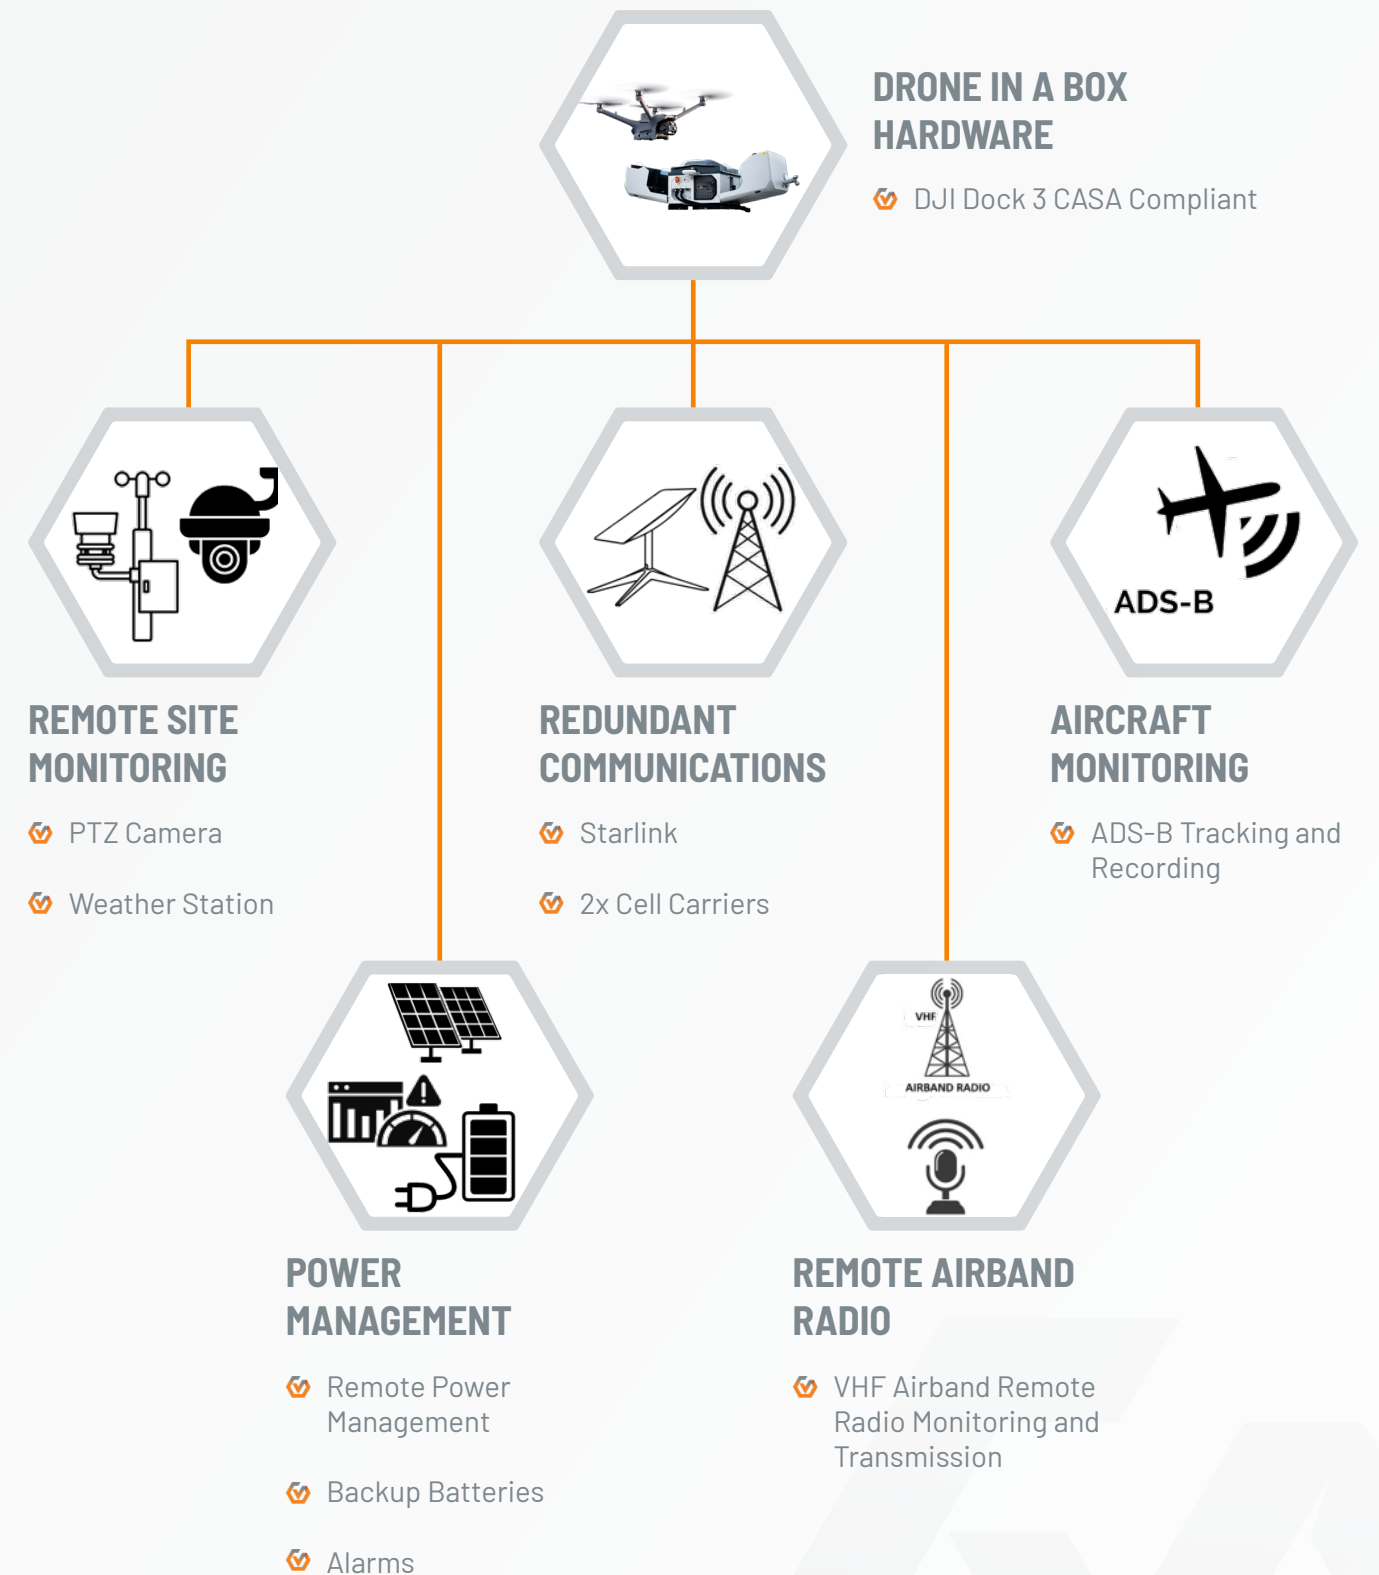 DRONE IN A BOX
HARDWARE
DJI Dock 3 CASA Compliant
ADS-B
REMOTE SITE
MONITORING
PTZ Camera
Weather Station
REDUNDANT
COMMUNICATIONS
Starlink
2x Cell Carriers
AIRCRAFT
MONITORING
ADS-B Tracking and
Recording
VHF
AIRBAND RADIO
POWER
MANAGEMENT
Remote Power
Management
Backup Batteries
Alarms
REMOTE AIRBAND
RADIO
VHF Airband Remote
Radio Monitoring and
Transmission